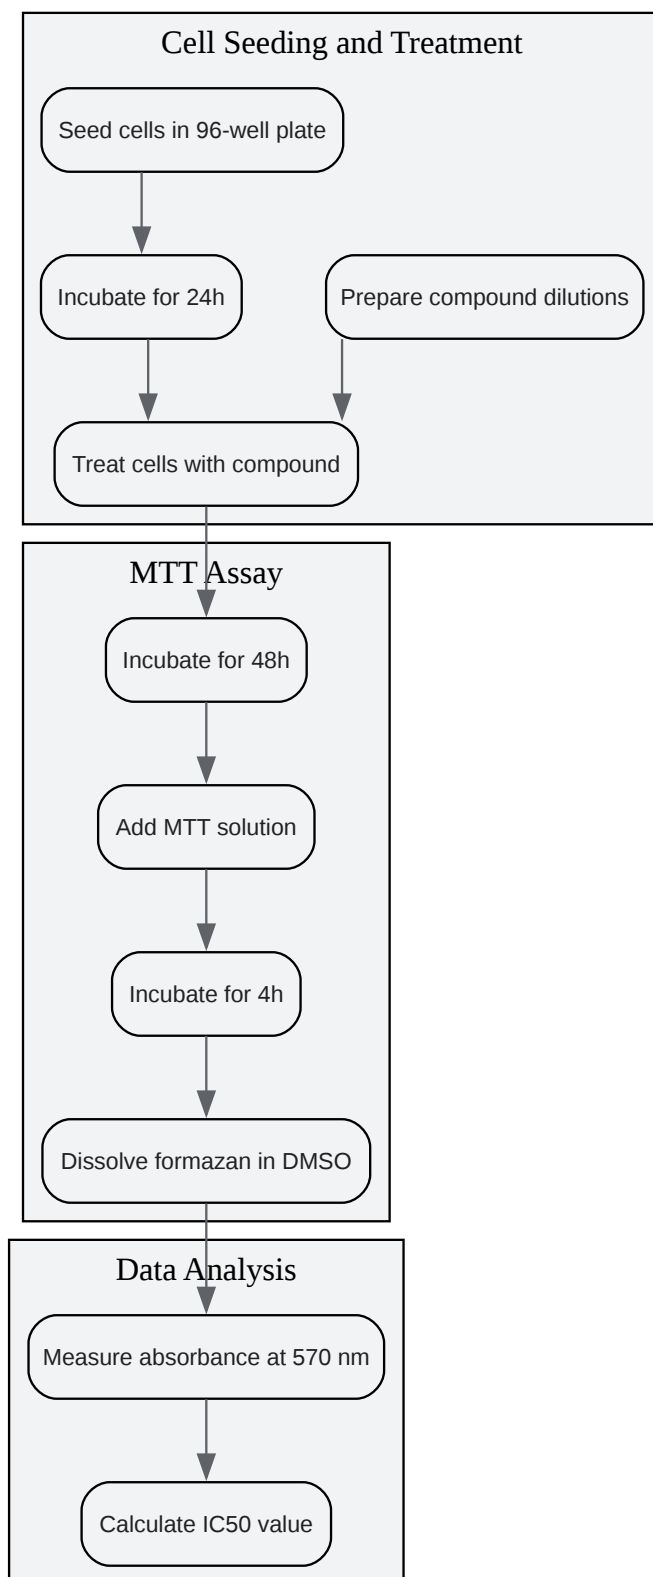 Cell Seeding and Treatment
Seed cells in 96-well plate
Incubate for 24h
Prepare compound dilutions
Treat cells with compound
MTT Assay
Incubate for 48h
Add MTT solution
Incubate for 4h
Dissolve formazan in DMSO
Data Analysis
Measure absorbance at 570 nm
Calculate IC50 value